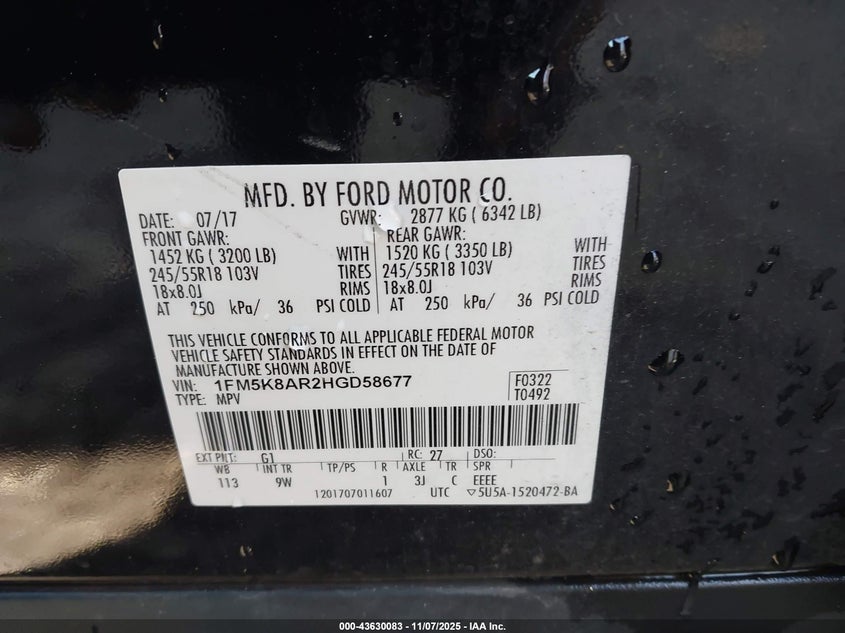 MFD. BY FORD MOTOR CO.
DATE: 07/17 GVWR: 2877 KG ( 6342 LB)
FRONT GAWR: REAR GAWR:
1452 KG ( 3200 LB) WITH 1520 KG ( 3350 LB) WITH
245/55R18 103V TIRES 245/55R18 103V TIRES
18x8.0J RIMS 18x8.0J RIMS
AT 250 kPa/ 36 PSI COLD AT 250 kPa/ 36 PSI COLD
THIS VEHICLE CONFORMS TO ALL APPLICABLE FEDERAL MOTOR
VEHICLE SAFETY STANDARDS IN EFFECT ON THE DATE OF
MANUFACTURE SHOWN ABOVE.
VIN: 1FM5K8AR2HGD58677 F0322
TYPE: MPV T0492
EXT PNT: G1 RC: 27 DSO:
WB INT TR TP/PS R AXLE TR SPR
113 9W 1 3J C EEEE
1201707011607 UTC ▽5U5A-1520472-BA
000-43630083 - 11/07/2025 - IAA Inc.